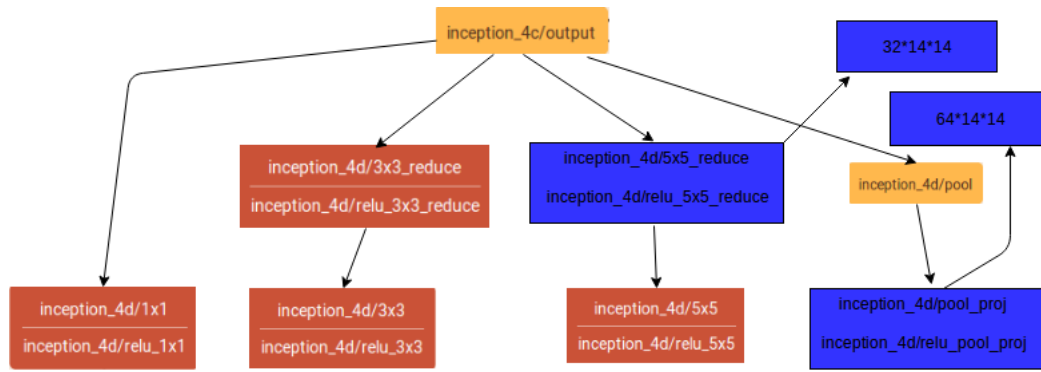 inception_4c/output
32*14*14
64*14*14
inception_4d/3x3_reduce
inception_4d/relu_3x3_reduce
inception_4d/5x5_reduce
inception_4d/relu_5x5_reduce
inception_4d/pool
inception_4d/1x1
inception_4d/relu_1x1
inception_4d/3x3
inception_4d/relu_3x3
inception_4d/5x5
inception_4d/relu_5x5
inception_4d/pool_proj
inception_4d/relu_pool_proj